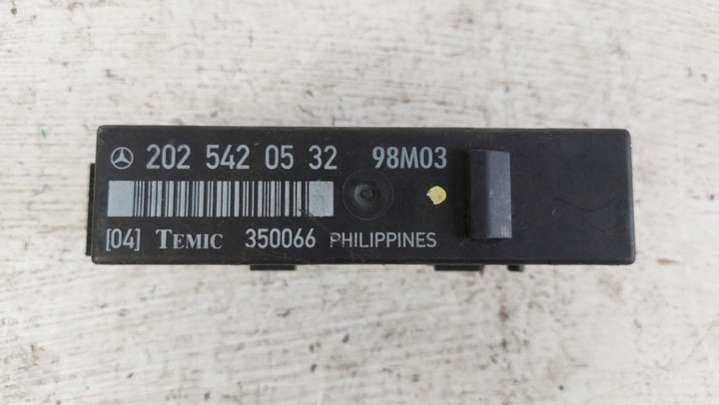 202 542 05 32 98M03
[04] TEMIC 350066 PHILIPPINES